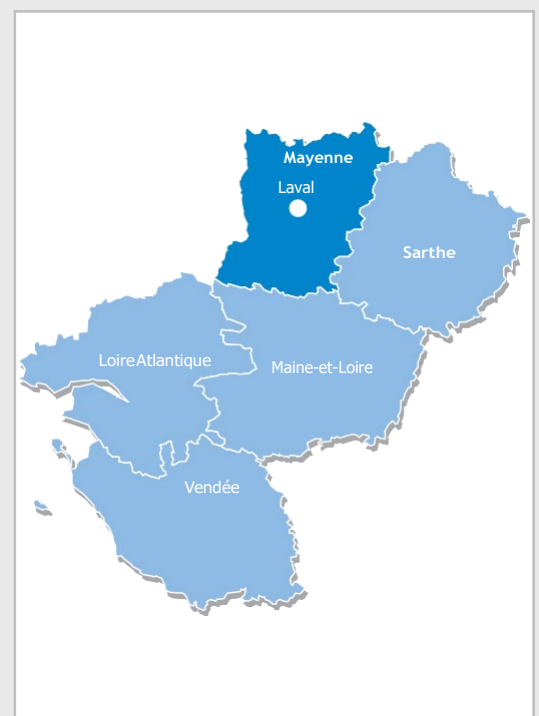 Mayenne
Laval
Sarthe
LoireAtlantique
Maine-et-Loire
Vendée